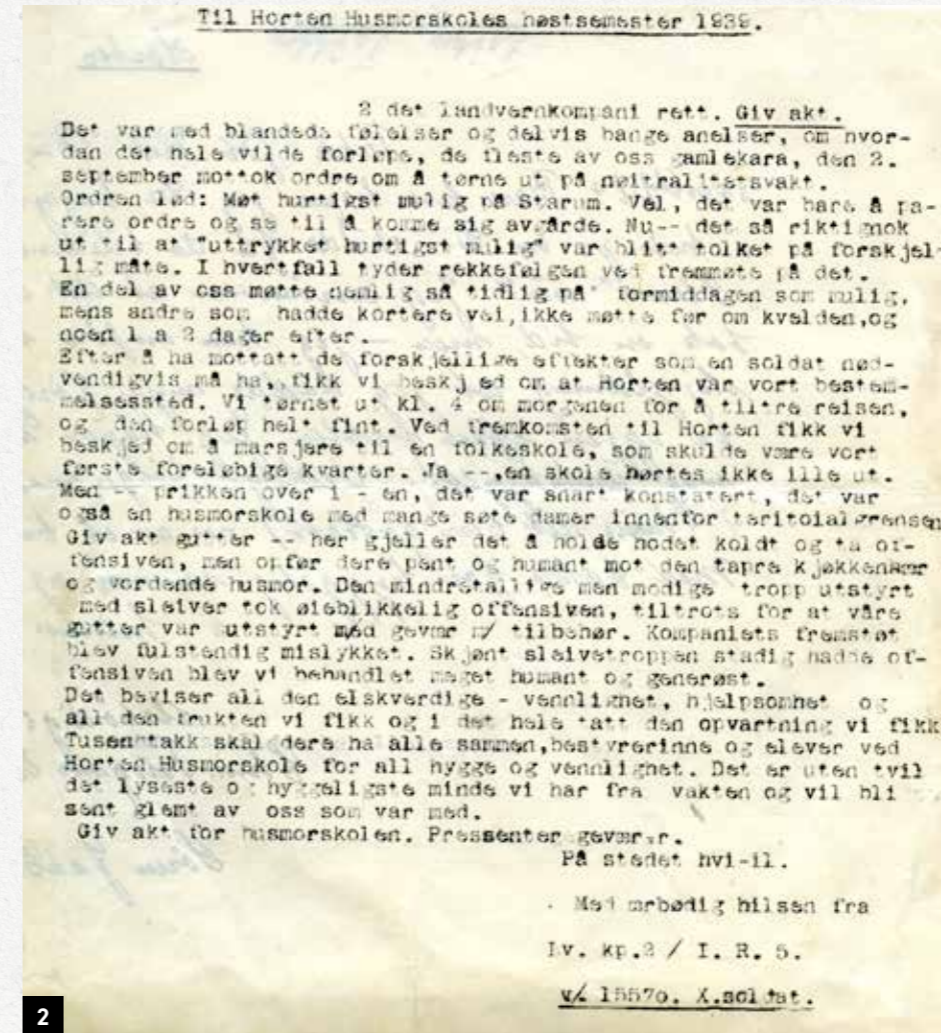 Til Horten Husmorskoles høstsemester 1939.
2 det landvernkompani rett. Giv akt.
Det var med blandede følelser og delvis bange anelser, om hvor-
dan det hele vilde forløpe, de fleste av oss gamlekara, den 2.
september mottok ordre om å tørne ut på nøitralitetsvakt.
Ordren lød: Møt hurtigst mulig på Starum. Vel, det var bare å pa-
rere ordre og se til å komme sig avgårde. Nu-- det så riktignok
ut til at "uttrykket hurtigst mulig" var blitt tolket på forskjel-
lig måte. I hvertfall tyder rekkefølgen ved fremmøte på det.
En del av oss møtte nemlig så tidlig på formiddagen som mulig,
mens andre som hadde kortere vei,ikke møtte før om kvelden,og
noen 1 a 2 dager efter.
Efter å ha mottatt de forskjellige effekter som en soldat nød-
vendigvis må ha, fikk vi beskjed om at Horten var vort bestem-
melsessted. Vi tørnet ut kl. 4 om morgenen for å tiltre reisen,
og den forløp helt fint. Ved fremkomsten til Horten fikk vi
beskjed om å marsjere til en folkeskole, som skulde være vort
første foreløbige kvarter. Ja --,en skole hørtes ikke ille ut.
Men -- prikken over i - en, det var snart konstatert, det var
også en husmorskole med mange søte damer innenfor teritoialgrensen
Giv akt gutter -- her gjeller det å holde hodet koldt og ta of-
fensiven, men opfør dere pent og humant mot den tapre kjøkkenhær
og vordende husmor. Den mindretallige men modige tropp utstyrt
med sleiver tok øieblikkelig offensiven, tiltrots for at våre
gutter var utstyrt med gevær m/ tilbehør. Kompaniets fremstøt
blev fulstendig mislykket. Skjønt sleivetroppen stadig hadde of-
fensiven blev vi behandlet meget humant og generøst.
Det beviser all den elskverdige - vennlighet, hjelpsomhet og
all den frukten vi fikk og i det hele tatt den opvartning vi fikk
Tusen takk skal dere ha alle sammen,bestyrerinne og elever ved
Horten Husmorskole for all hygge og vennlighet. Det er uten tvil
det lyseste og hyggeligste minde vi har fra vakten og vil bli
sent glemt av oss som var med.
Giv akt for husmorskolen. Pressenter geværer.
På stedet hvi-il.
Med ærbødig hilsen fra
Lv. kp.2 / I. R. 5.
v/ 15570. X.soldat.
2